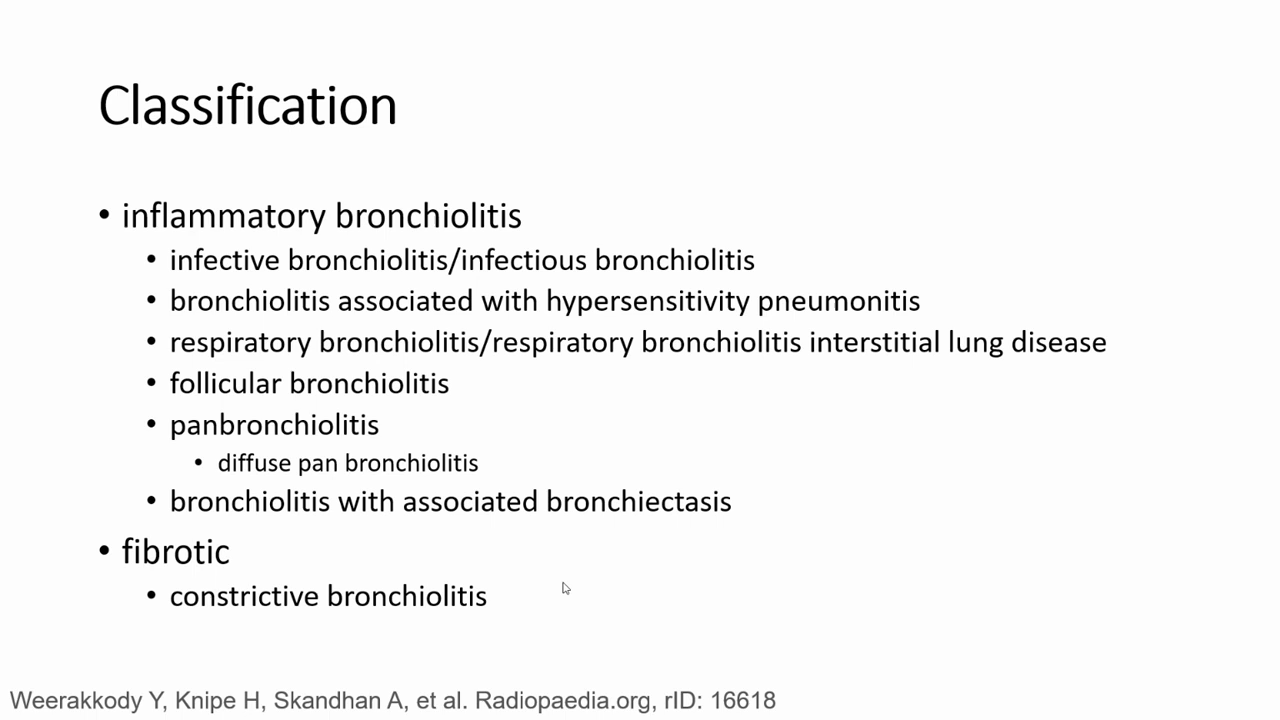 Classification
• inflammatory bronchiolitis
• infective bronchiolitis/infectious bronchiolitis
• bronchiolitis associated with hypersensitivity pneumonitis
• respiratory bronchiolitis/respiratory bronchiolitis interstitial lung disease
• follicular bronchiolitis
• panbronchiolitis
• diffuse pan bronchiolitis
• bronchiolitis with associated bronchiectasis
• fibrotic
• constrictive bronchiolitis
Weerakkody Y, Knipe H, Skandhan A, et al. Radiopaedia.org, rID: 16618